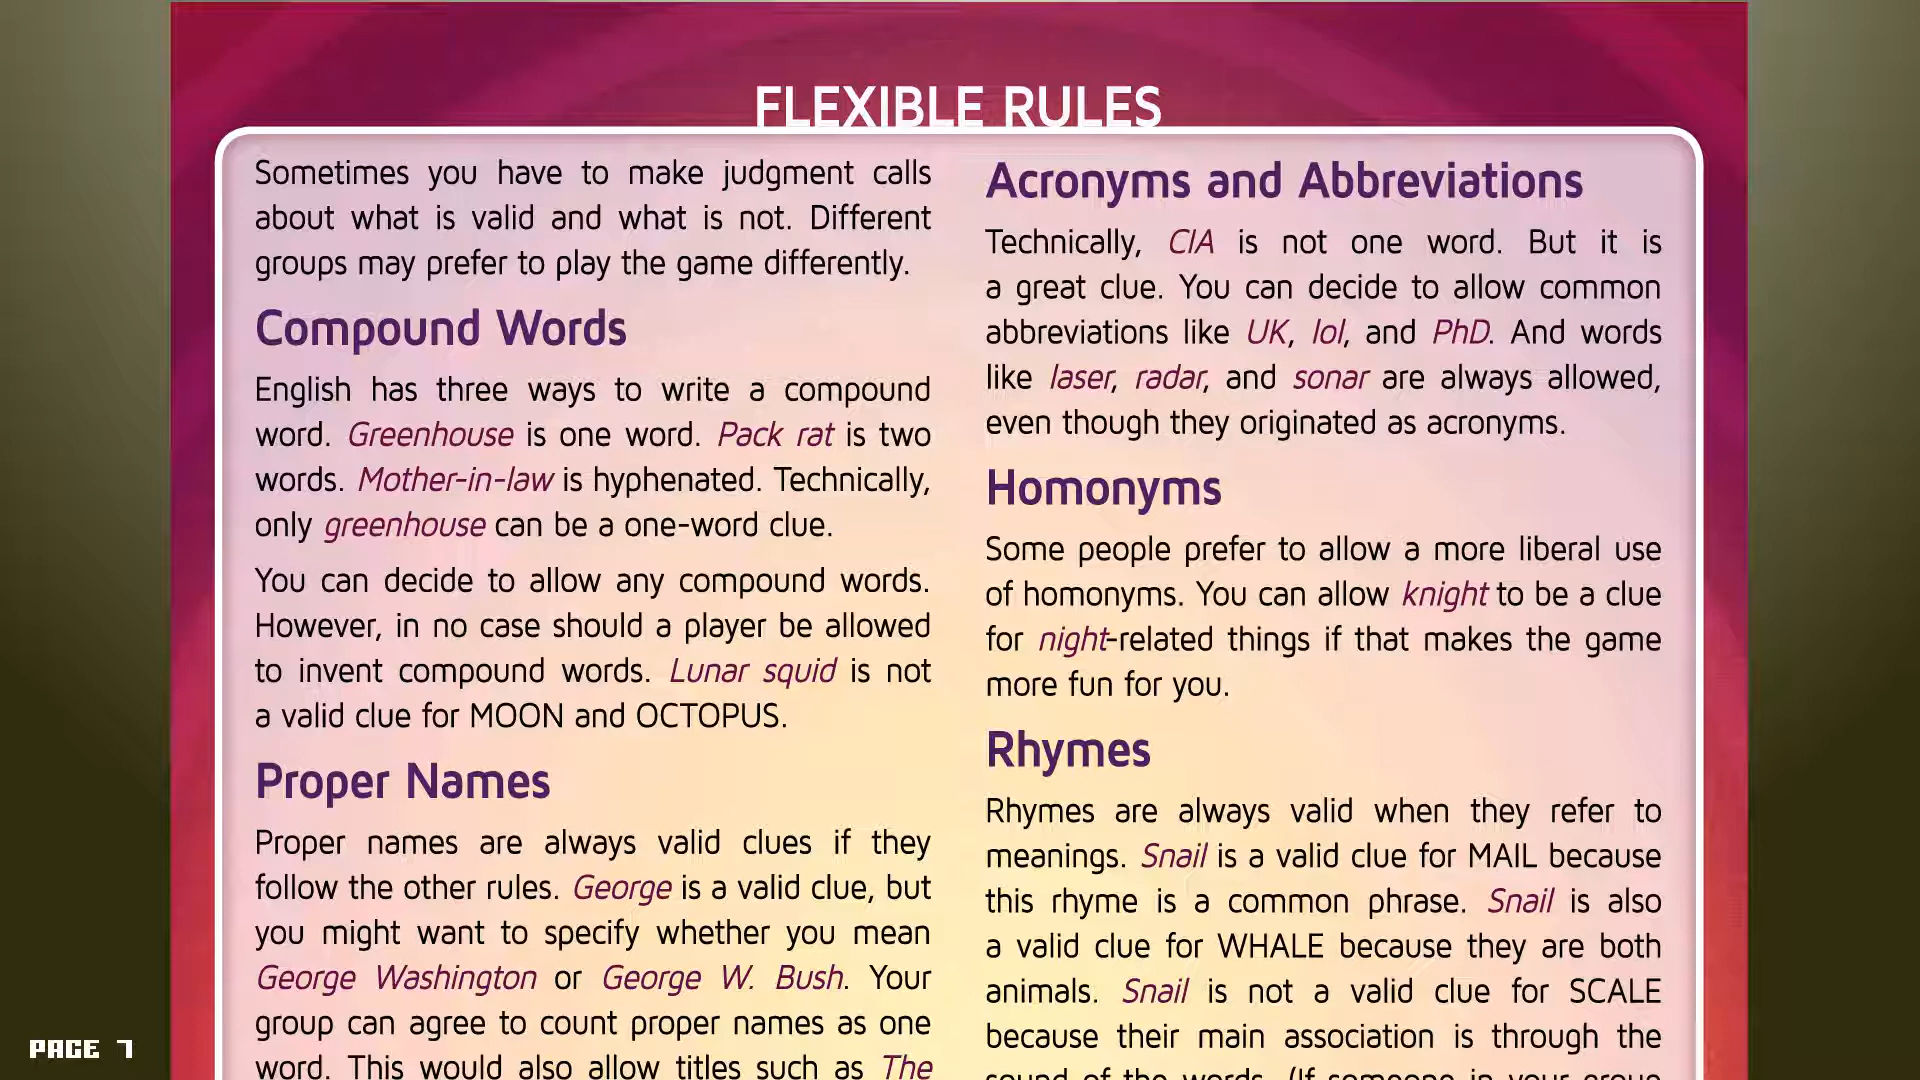 FLEXIBLE RULES
Sometimes you have to make judgment calls
about what is valid and what is not. Different
groups may prefer to play the game differently.
Compound Words
English has three ways to write a compound
word. Greenhouse is one word. Pack rat is two
words. Mother-in-law is hyphenated. Technically,
only greenhouse can be a one-word clue.
You can decide to allow any compound words.
However, in no case should a player be allowed
to invent compound words. Lunar squid is not
a valid clue for MOON and OCTOPUS.
Proper Names
Proper names are always valid clues if they
follow the other rules. George is a valid clue, but
you might want to specify whether you mean
George Washington or George W. Bush. Your
group can agree to count proper names as one
word. This would also allow titles such as The
Acronyms and Abbreviations
Technically, CIA is not one word. But it is
a great clue. You can decide to allow common
abbreviations like UK, lol, and PhD. And words
like laser, radar, and sonar are always allowed,
even though they originated as acronyms.
Homonyms
Some people prefer to allow a more liberal use
of homonyms. You can allow knight to be a clue
for night-related things if that makes the game
more fun for you.
Rhymes
Rhymes are always valid when they refer to
meanings. Snail is a valid clue for MAIL because
this rhyme is a common phrase. Snail is also
a valid clue for WHALE because they are both
animals. Snail is not a valid clue for SCALE
because their main association is through the
sound of the words. (If someone in your group
PAGE 7